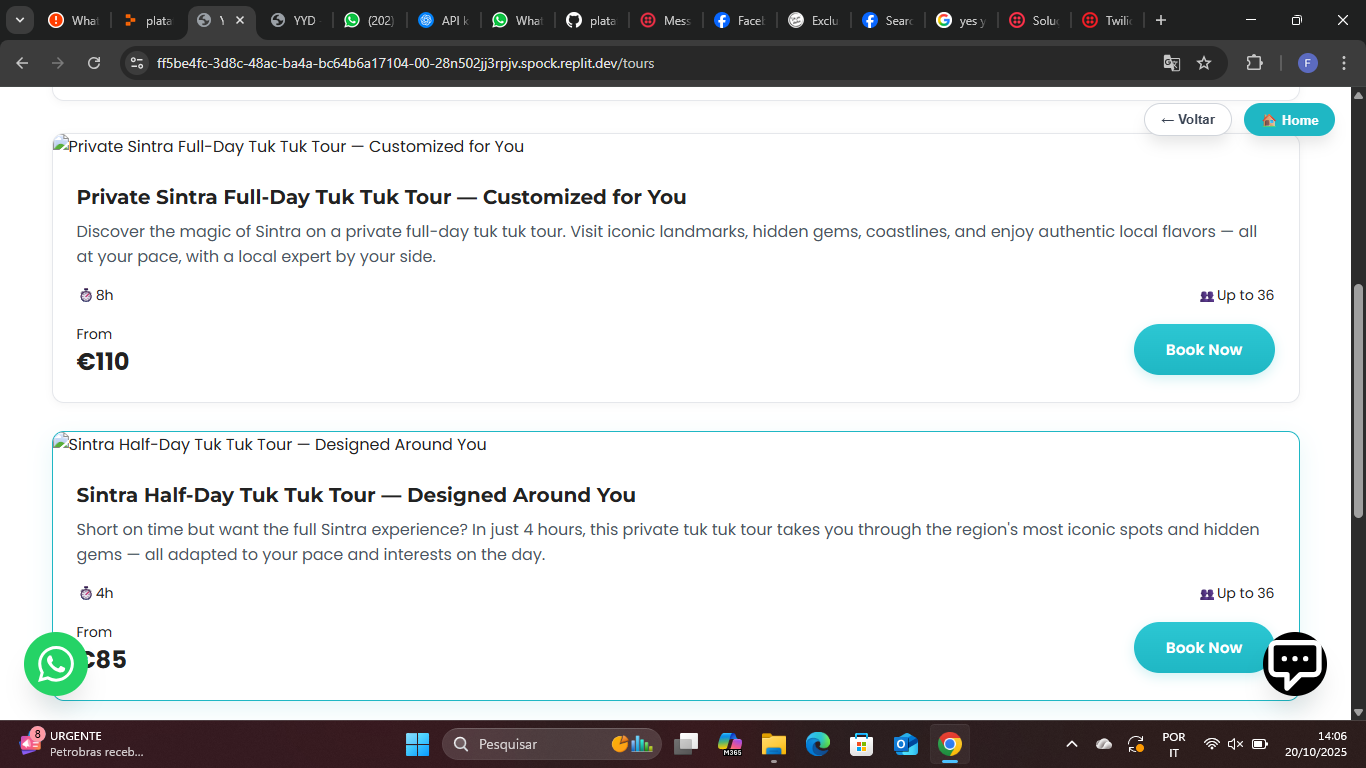 What
plata
Y
YYD
(202)
API k
What
plata
Mess
Facel
Exclu
Searc
yes y
Soluç
Twili
ff5be4fc-3d8c-48ac-ba4a-bc64b6a17104-00-28n502jj3rpjv.spock.replit.dev/tours
F
← Voltar
Home
Private Sintra Full-Day Tuk Tuk Tour — Customized for You
Private Sintra Full-Day Tuk Tuk Tour — Customized for You
Discover the magic of Sintra on a private full-day tuk tuk tour. Visit iconic landmarks, hidden gems, coastlines, and enjoy authentic local flavors — all
at your pace, with a local expert by your side.
8h
Up to 36
From
€110
Book Now
Sintra Half-Day Tuk Tuk Tour — Designed Around You
Sintra Half-Day Tuk Tuk Tour — Designed Around You
Short on time but want the full Sintra experience? In just 4 hours, this private tuk tuk tour takes you through the region's most iconic spots and hidden
gems — all adapted to your pace and interests on the day.
4h
Up to 36
From
€85
Book Now
8
URGENTE
Petrobras receb...
Pesquisar
M365
POR
IT
14:06
20/10/2025